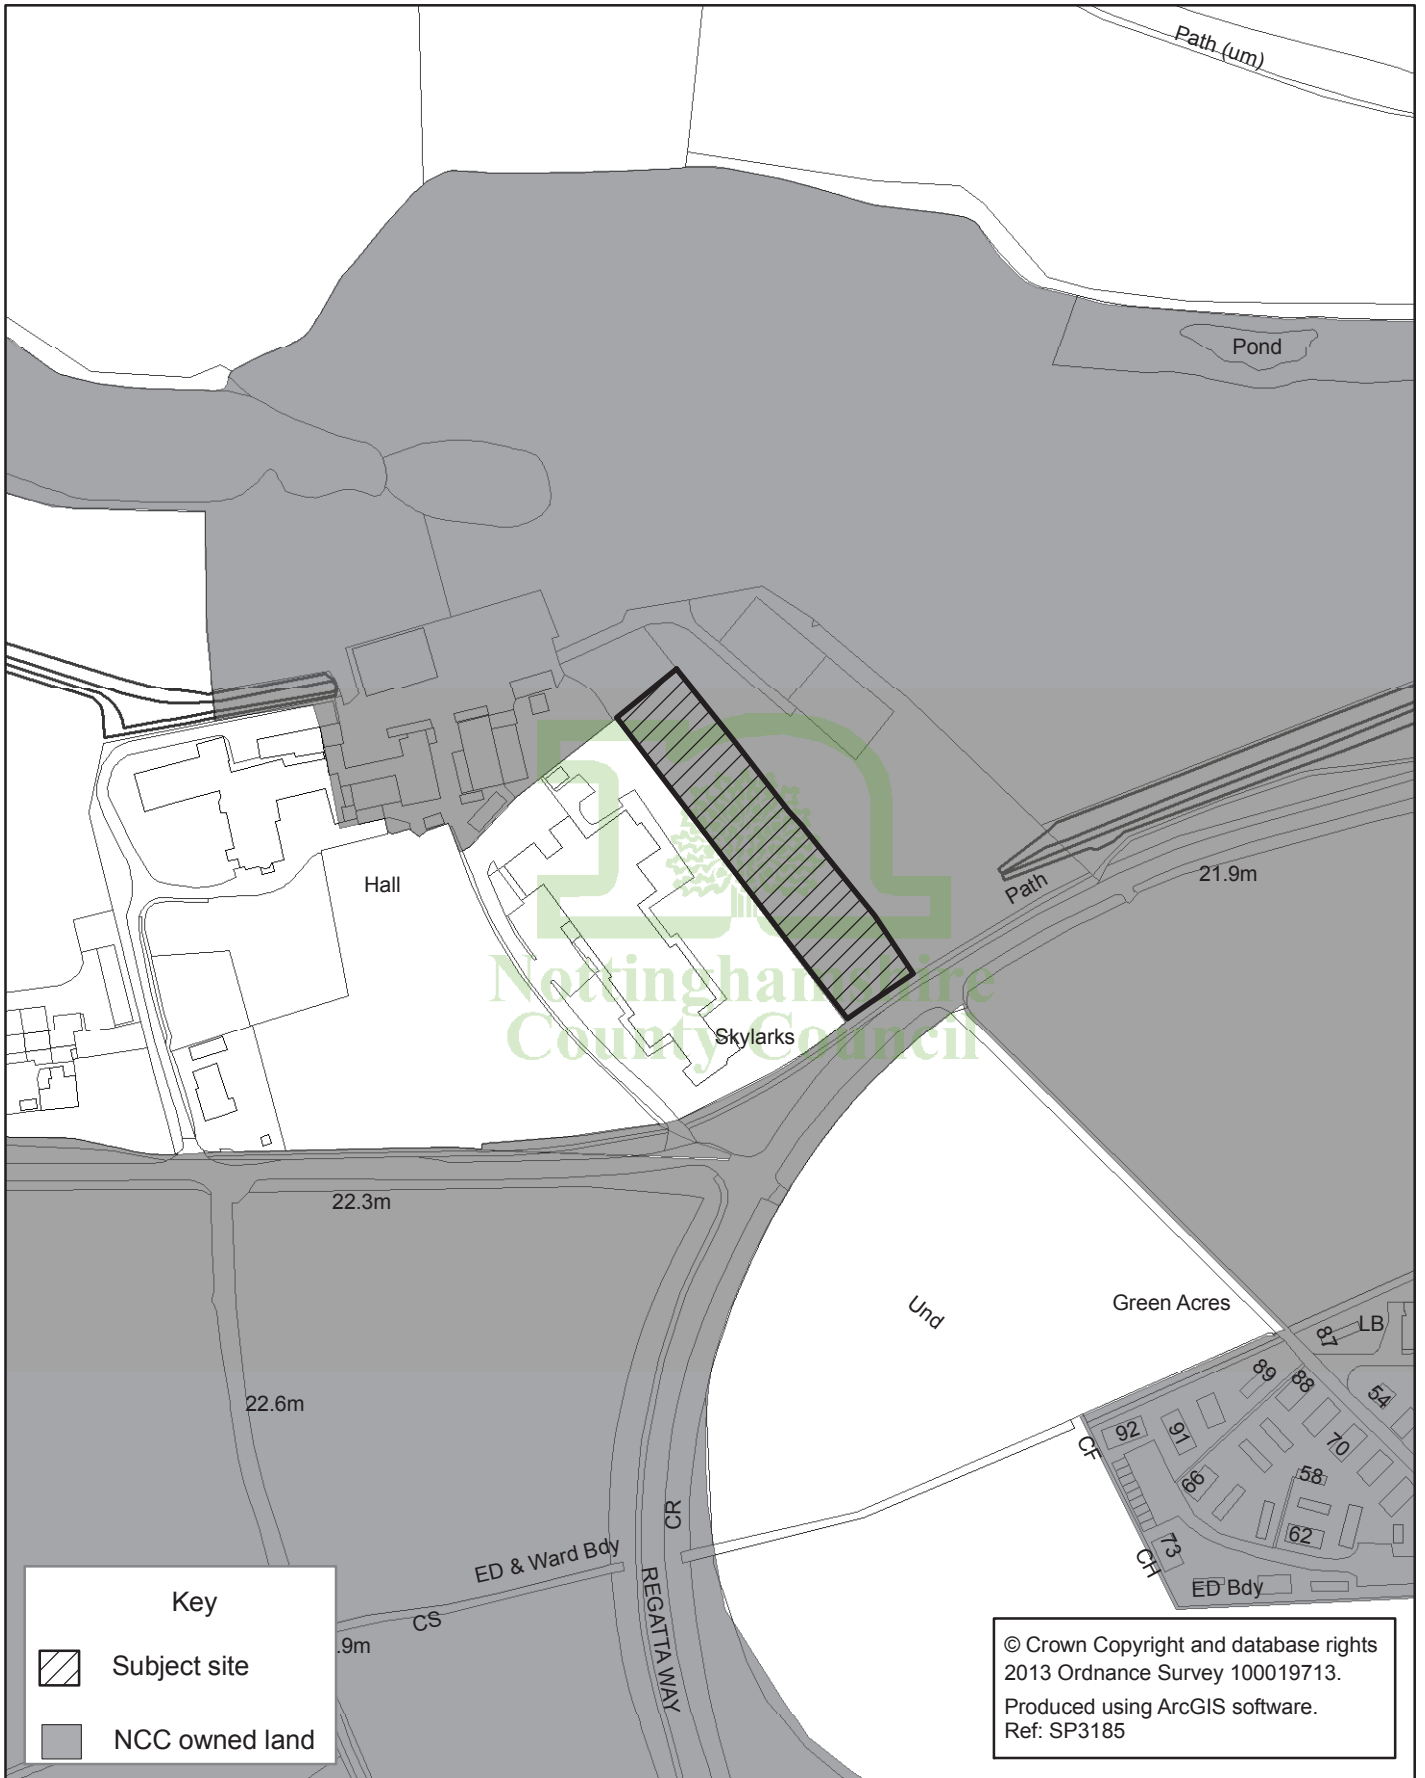 Path (um)
Pond
Hall
Path
21.9m
Nottinghamshire
County Council
Skylarks
22.3m
Und
Green Acres
87
LB
89
88
54
22.6m
92
91
70
CF
66
58
CR
62
73
ED & Ward Bdy
CH
REGATTA WAY
ED Bdy
CS
.9m
Key
Subject site
NCC owned land
© Crown Copyright and database rights
2013 Ordnance Survey 100019713.
Produced using ArcGIS software.
Ref: SP3185